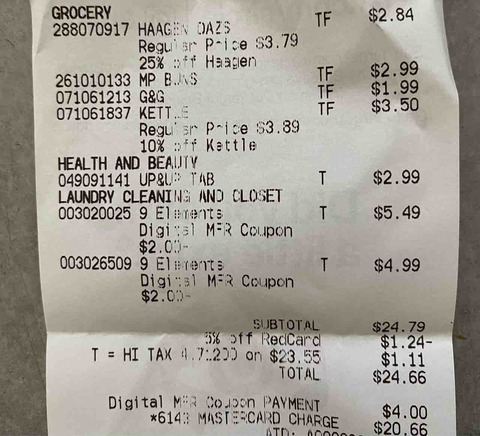 GROCERY
288070917 HAAGEN DAZS TF $2.84
Regular Price $3.79
25% off Haagen
261010133 MP BUNS TF $2.99
071061213 G&G TF $1.99
071061837 KETTLE TF $3.50
Regular Price $3.89
10% off Kettle
HEALTH AND BEAUTY
049091141 UP&UP TAB T $2.99
LAUNDRY CLEANING AND CLOSET
003020025 9 Elements T $5.49
Digital MFR Coupon
$2.00-
003026509 9 Elements T $4.99
Digital MFR Coupon
$2.00-
SUBTOTAL $24.79
5% off RedCard $1.24-
T = HI TAX 4.71200 on $23.55 $1.11
TOTAL $24.66
Digital MFR Coupon PAYMENT $4.00
*6143 MASTERCARD CHARGE $20.66